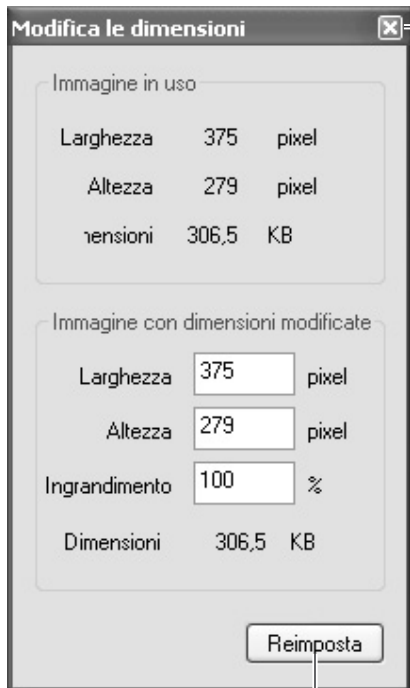 Modifica le dimensioni
Immagine in uso
Larghezza 375 pixel
Altezza 279 pixel
nensioni 306,5 KB
Immagine con dimensioni modificate
Larghezza 375 pixel
Altezza 279 pixel
Ingrandimento 100 %
Dimensioni 306,5 KB
Reimposta